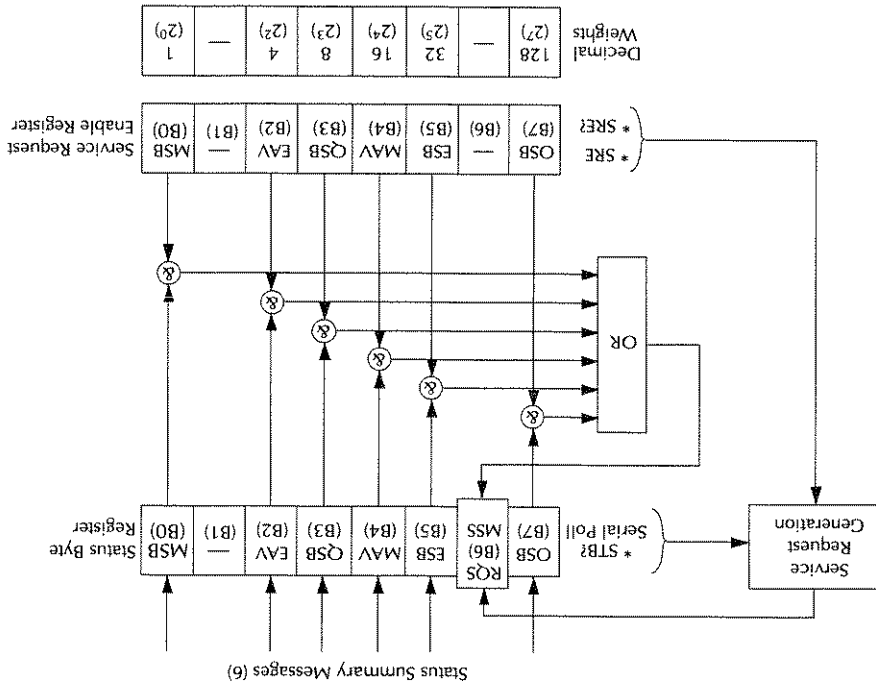 Status Summary Messages (6)
Service
Request
Generation
* STB?
Serial Poll
OSB
(B7)
RQS
(B6)
MSS
ESB
(B5)
MAV
(B4)
QSB
(B3)
EAV
(B2)
—
(B1)
MSB
(B0)
Status Byte
Register
OR
&
&
&
&
&
&
* SRE
* SRE?
OSB
(B7)
—
(B6)
ESB
(B5)
MAV
(B4)
QSB
(B3)
EAV
(B2)
—
(B1)
MSB
(B0)
Service Request
Enable Register
Decimal
Weights
128
(2⁷)
—
32
(2⁵)
16
(2⁴)
8
(2³)
4
(2²)
—
1
(2⁰)